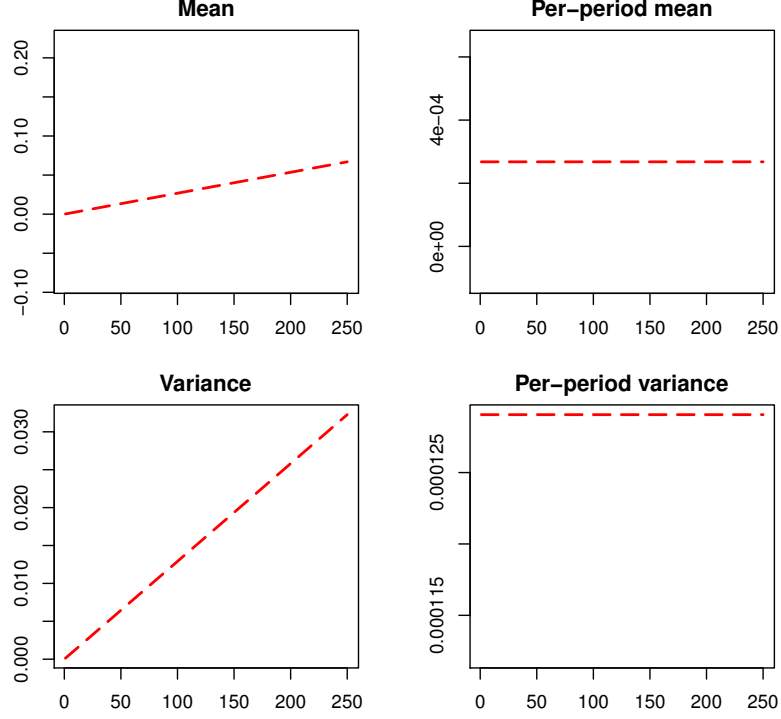 Mean
0.20
0.10
0.00
−0.10
0 50 100 150 200 250
Per−period mean
4e−04
0e+00
0 50 100 150 200 250
Variance
0.030
0.020
0.010
0.000
0 50 100 150 200 250
Per−period variance
0.000125
0.000115
0 50 100 150 200 250